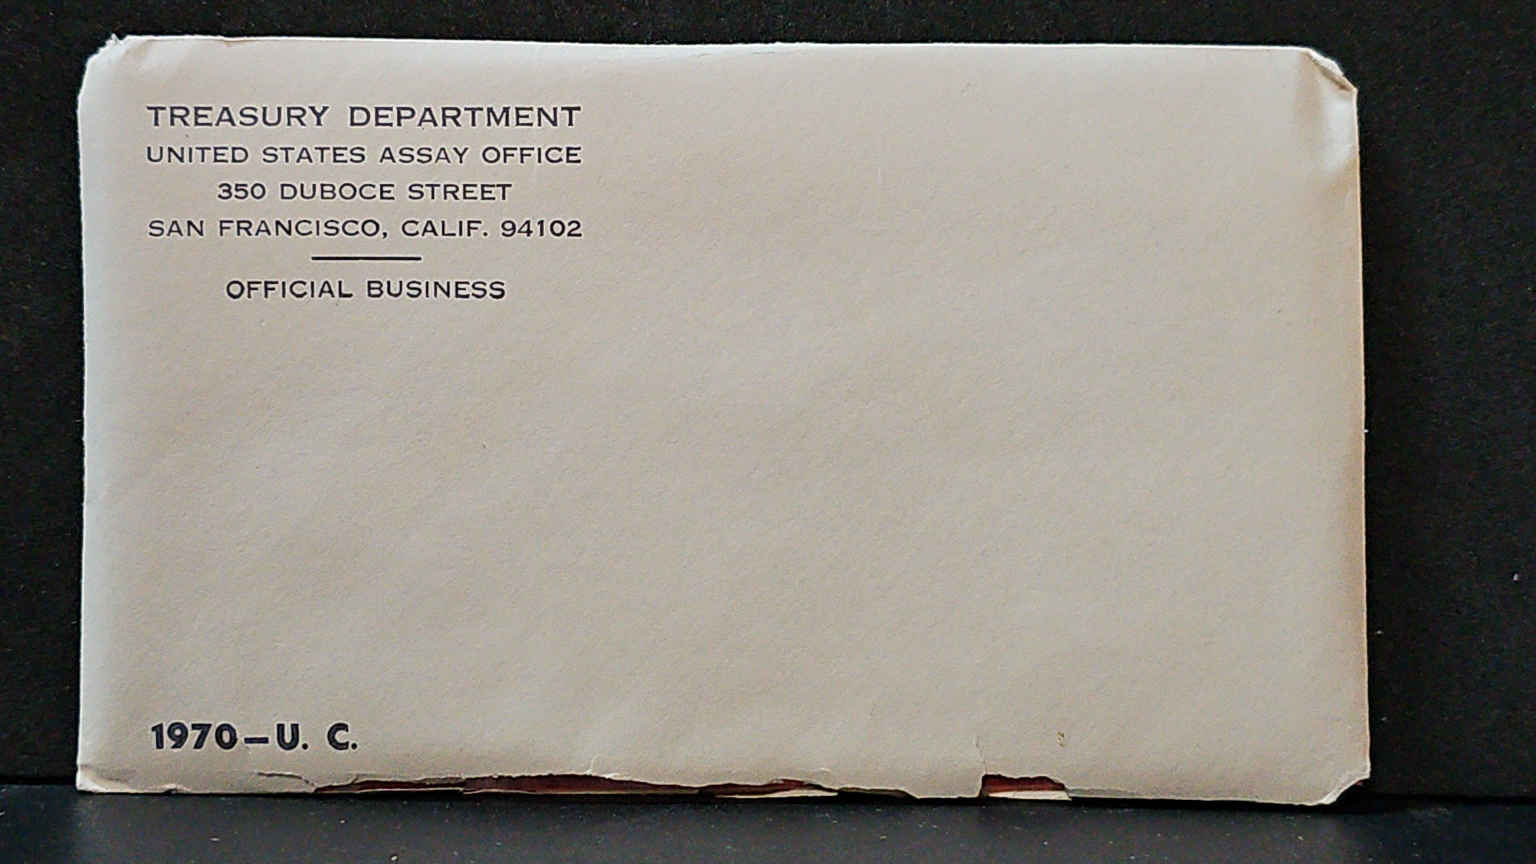 TREASURY DEPARTMENT
UNITED STATES ASSAY OFFICE
350 DUBOCE STREET
SAN FRANCISCO, CALIF. 94102
OFFICIAL BUSINESS
1970–U. C.